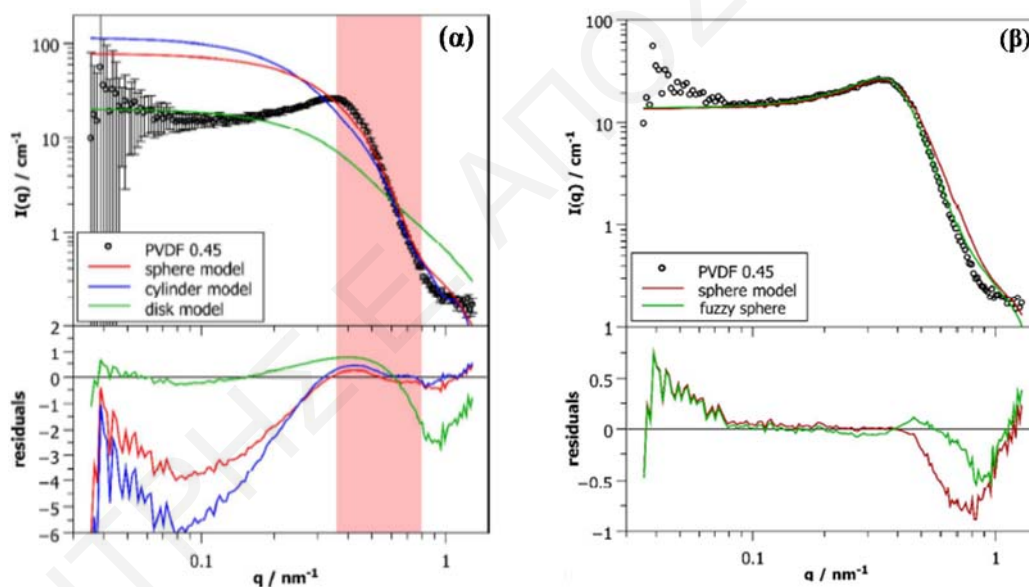 (α)
100
10
1
I(q) / cm⁻¹
PVDF 0.45
sphere model
cylinder model
disk model
2
1
0
−1
−2
−3
−4
−5
−6
residuals
0.1
1
q / nm⁻¹
(β)
100
10
1
0.1
I(q) / cm⁻¹
PVDF 0.45
sphere model
fuzzy sphere
0.5
0
−0.5
−1
residuals
0.1
1
q / nm⁻¹